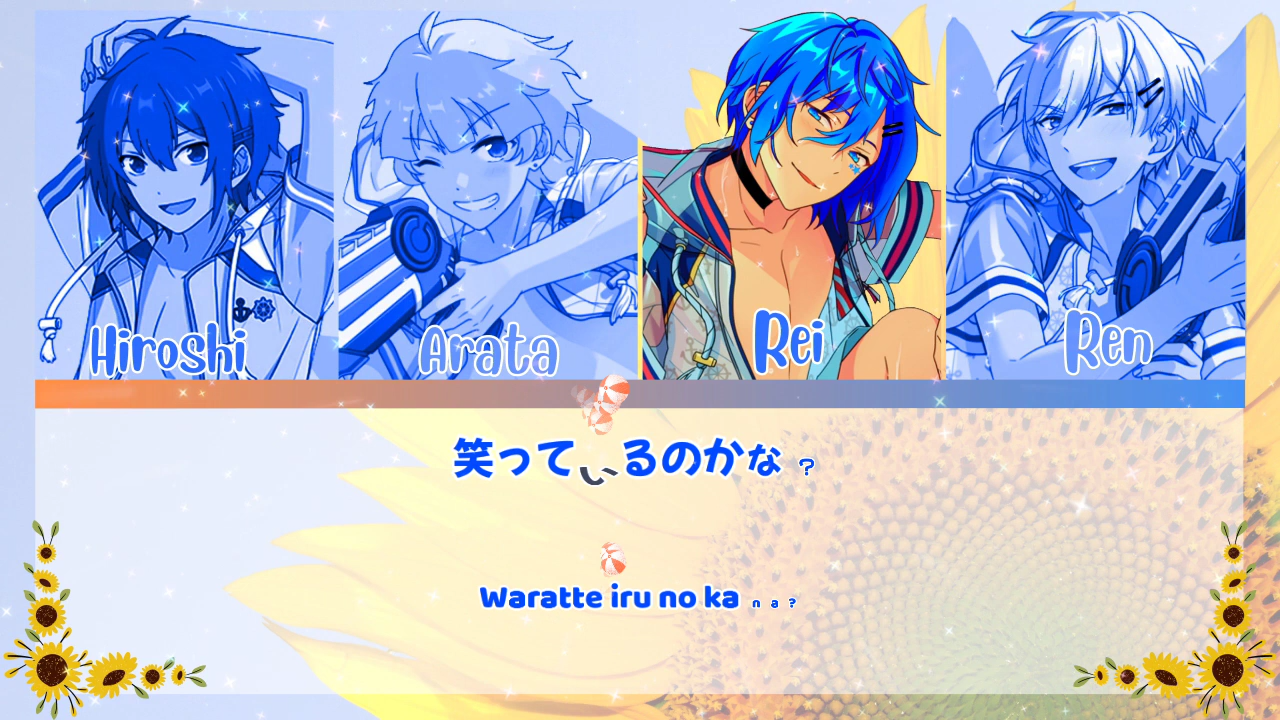 Hiroshi
Arata
Rei
Ren
笑っているのかな？
Waratte iru no ka na?